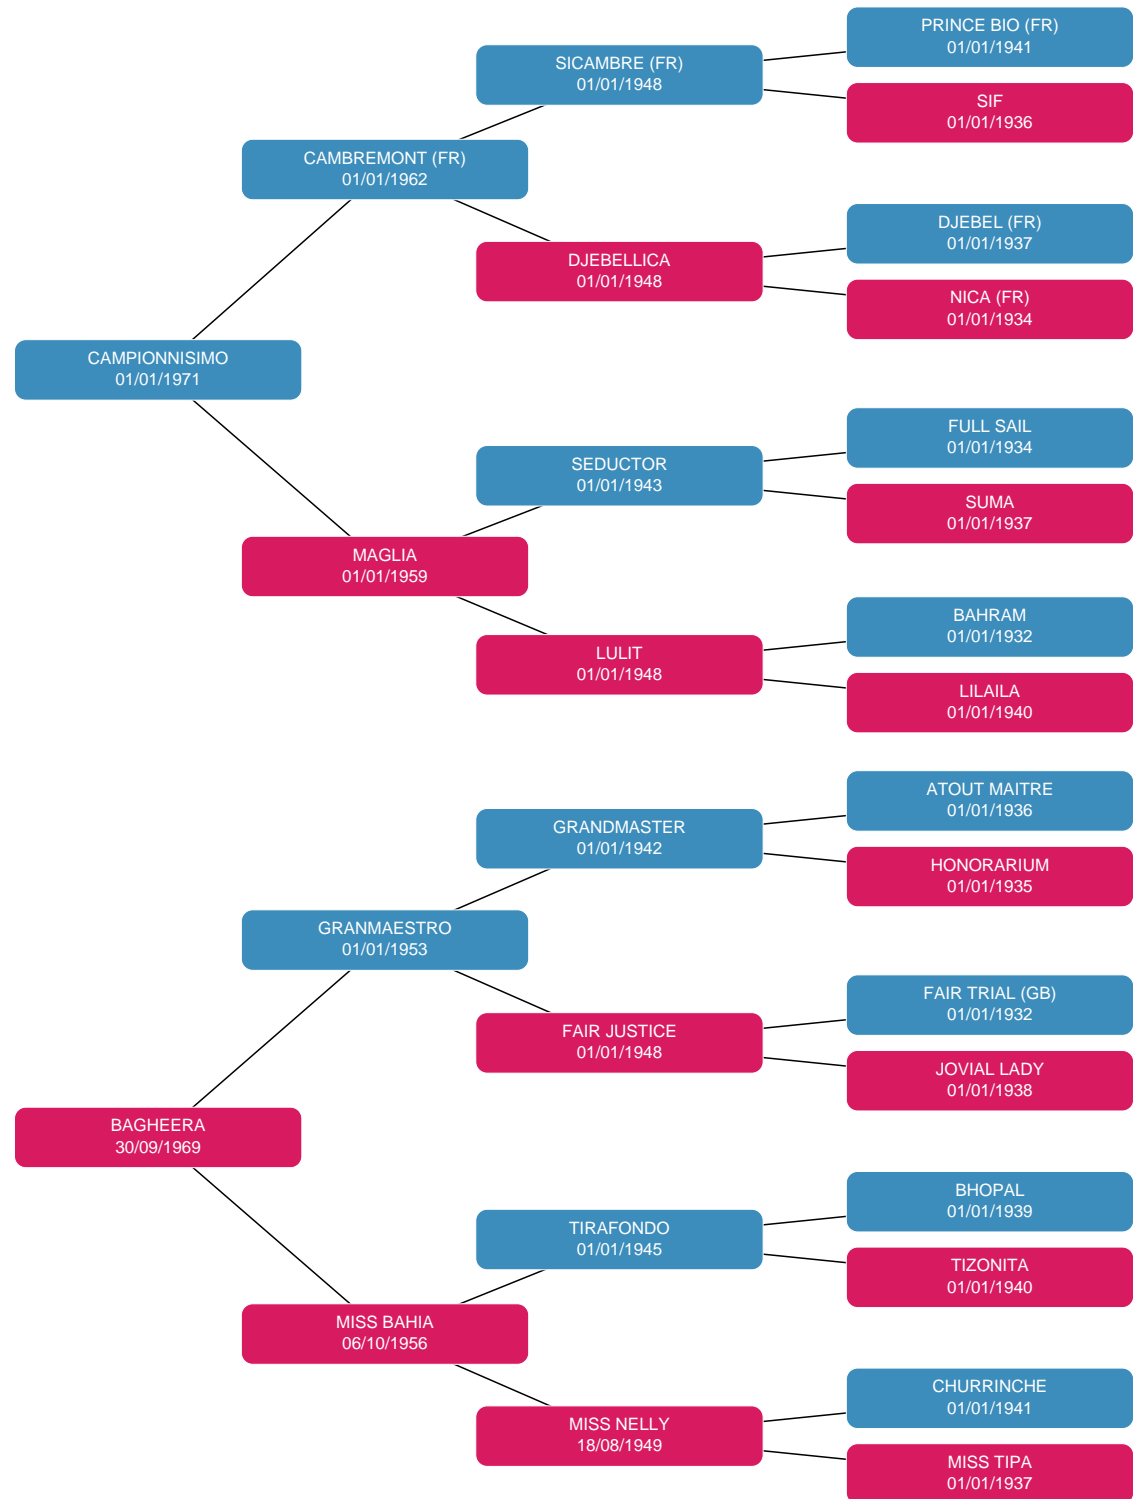 PRINCE BIO (FR)
01/01/1941
SICAMBRE (FR)
01/01/1948
SIF
01/01/1936
CAMBREMONT (FR)
01/01/1962
DJEBEL (FR)
01/01/1937
DJEBELLICA
01/01/1948
NICA (FR)
01/01/1934
CAMPIONNISIMO
01/01/1971
FULL SAIL
01/01/1934
SEDUCTOR
01/01/1943
SUMA
01/01/1937
MAGLIA
01/01/1959
BAHRAM
01/01/1932
LULIT
01/01/1948
LILAILA
01/01/1940
ATOUT MAITRE
01/01/1936
GRANDMASTER
01/01/1942
HONORARIUM
01/01/1935
GRANMAESTRO
01/01/1953
FAIR TRIAL (GB)
01/01/1932
FAIR JUSTICE
01/01/1948
JOVIAL LADY
01/01/1938
BAGHEERA
30/09/1969
BHOPAL
01/01/1939
TIRAFONDO
01/01/1945
TIZONITA
01/01/1940
MISS BAHIA
06/10/1956
CHURRINCHE
01/01/1941
MISS NELLY
18/08/1949
MISS TIPA
01/01/1937